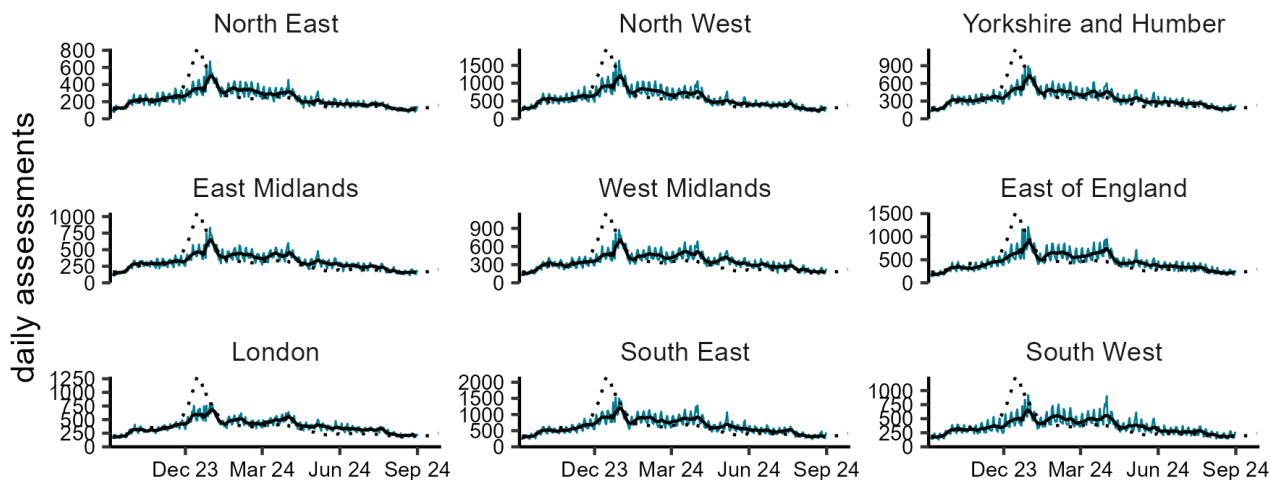 North East North West Yorkshire and Humber
800 600 400 200 0
1500 1000 500 0
900 600 300 0
daily assessments
East Midlands West Midlands East of England
1000 750 500 250 0
900 600 300 0
1500 1000 500 0
London South East South West
1250 1000 750 500 250 0
2000 1500 1000 500 0
1000 750 500 250 0
Dec 23 Mar 24 Jun 24 Sep 24 Dec 23 Mar 24 Jun 24 Sep 24 Dec 23 Mar 24 Jun 24 Sep 24